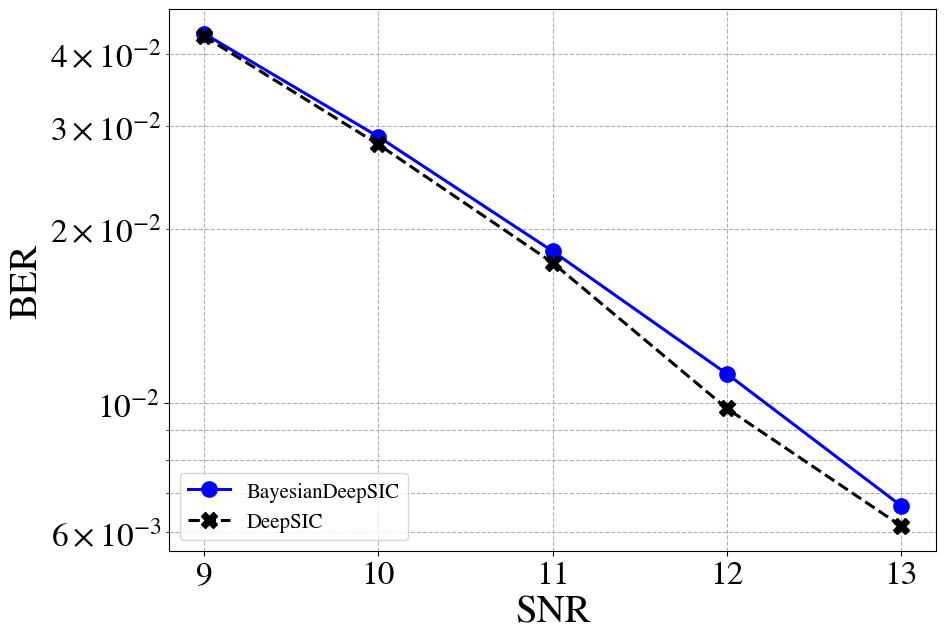 BER
4×10⁻²
3×10⁻²
2×10⁻²
10⁻²
6×10⁻³
BayesianDeepSIC
DeepSIC
9 10 11 12 13
SNR